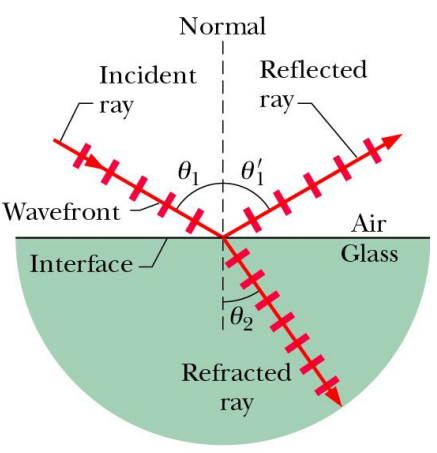 Normal
Incident
ray
Reflected
ray
θ₁
θ′₁
Wavefront
Air
Interface
Glass
θ₂
Refracted
ray